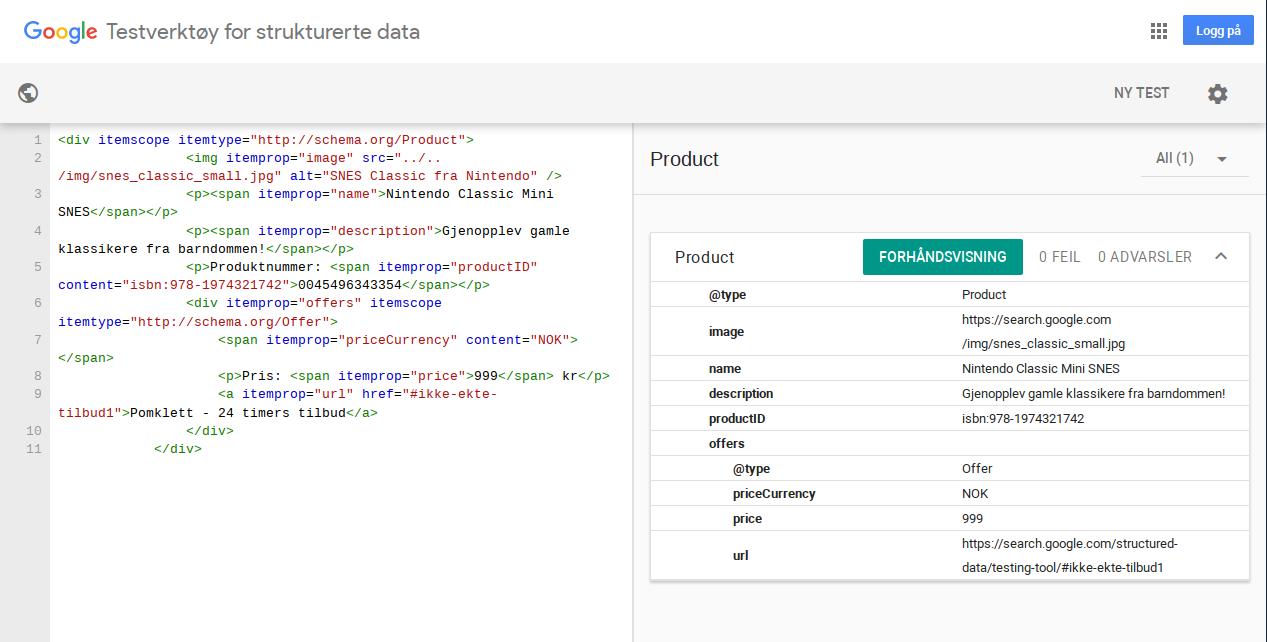 Google Testverktøy for strukturerte data
Logg på
NY TEST
1 <div itemscope itemtype="http://schema.org/Product">
2 <img itemprop="image" src="../..
/img/snes_classic_small.jpg" alt="SNES Classic fra Nintendo" />
3 <p><span itemprop="name">Nintendo Classic Mini
SNES</span></p>
4 <p><span itemprop="description">Gjenopplev gamle
klassikere fra barndommen!</span></p>
5 <p>Produktnummer: <span itemprop="productID"
content="isbn:978-1974321742">0045496343354</span></p>
6 <div itemprop="offers" itemscope
itemtype="http://schema.org/Offer">
7 <span itemprop="priceCurrency" content="NOK">
</span>
8 <p>Pris: <span itemprop="price">999</span> kr</p>
9 <a itemprop="url" href="#ikke-ekte-
tilbud1">Pomklett - 24 timers tilbud</a>
10 </div>
11 </div>
Product
All (1)
Product FORHÅNDSVISNING 0 FEIL 0 ADVARSLER
@type Product
image https://search.google.com
/img/snes_classic_small.jpg
name Nintendo Classic Mini SNES
description Gjenopplev gamle klassikere fra barndommen!
productID isbn:978-1974321742
offers
@type Offer
priceCurrency NOK
price 999
url https://search.google.com/structured-
data/testing-tool/#ikke-ekte-tilbud1